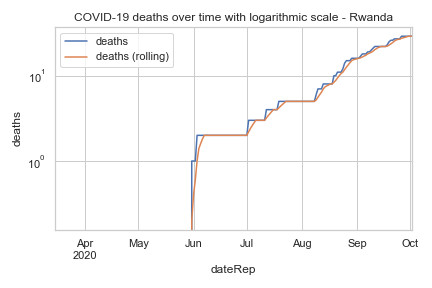 COVID-19 deaths over time with logarithmic scale - Rwanda
deaths
deaths (rolling)
10¹
10⁰
deaths
Apr
2020
May
Jun
Jul
Aug
Sep
Oct
dateRep